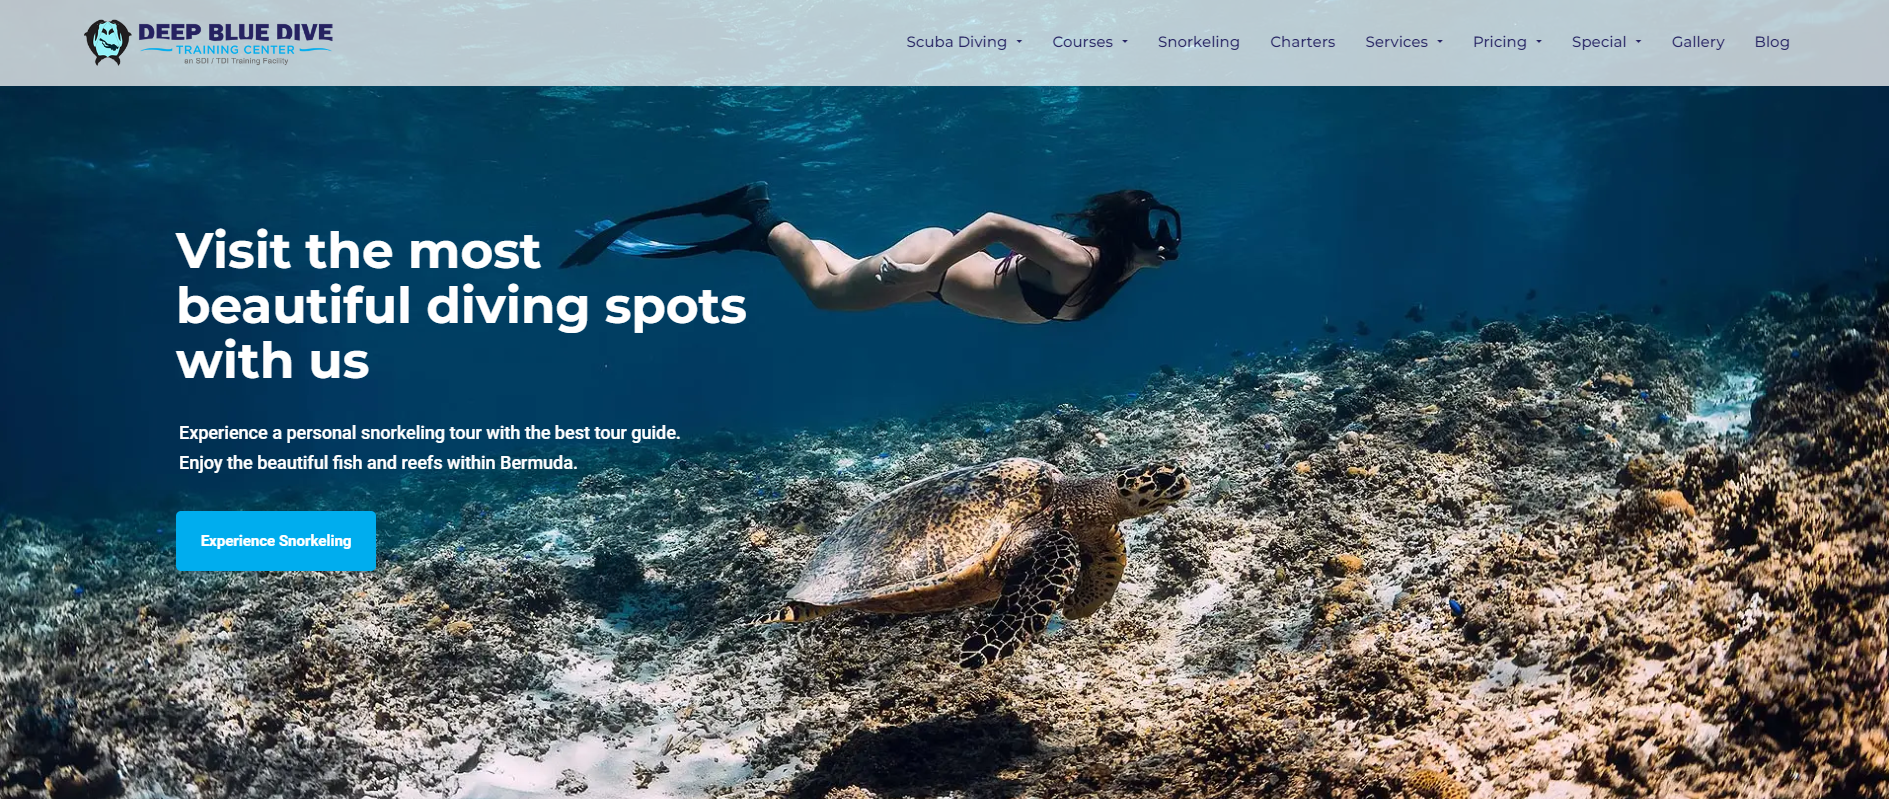 DEEP BLUE DIVE
TRAINING CENTER
an SDI / TDI Training Facility
Scuba Diving
Courses
Snorkeling
Charters
Services
Pricing
Special
Gallery
Blog
Visit the most
beautiful diving spots
with us
Experience a personal snorkeling tour with the best tour guide.
Enjoy the beautiful fish and reefs within Bermuda.
Experience Snorkeling